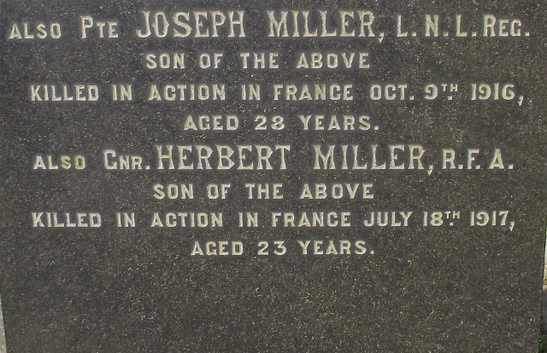 ALSO PTE JOSEPH MILLER, L.N.L.REG.
SON OF THE ABOVE
KILLED IN ACTION IN FRANCE OCT. 9TH 1916,
AGED 28 YEARS.
ALSO GNR. HERBERT MILLER, R.F.A.
SON OF THE ABOVE
KILLED IN ACTION IN FRANCE JULY 18TH 1917,
AGED 23 YEARS.